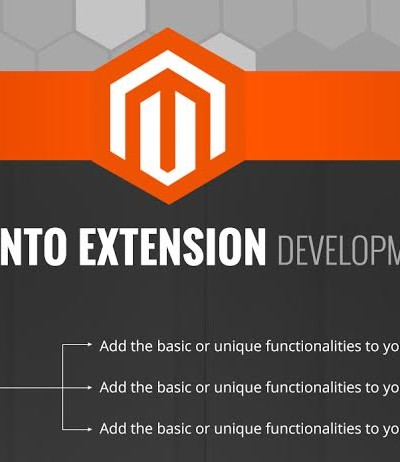 NTO EXTENSION DEVELOPM
Add the basic or unique functionalities to yo
Add the basic or unique functionalities to yo
Add the basic or unique functionalities to yo